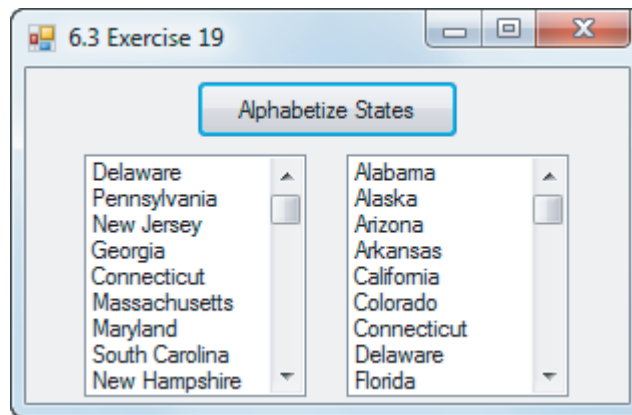 6.3 Exercise 19
Alphabetize States
Delaware
Pennsylvania
New Jersey
Georgia
Connecticut
Massachusetts
Maryland
South Carolina
New Hampshire
Alabama
Alaska
Arizona
Arkansas
California
Colorado
Connecticut
Delaware
Florida